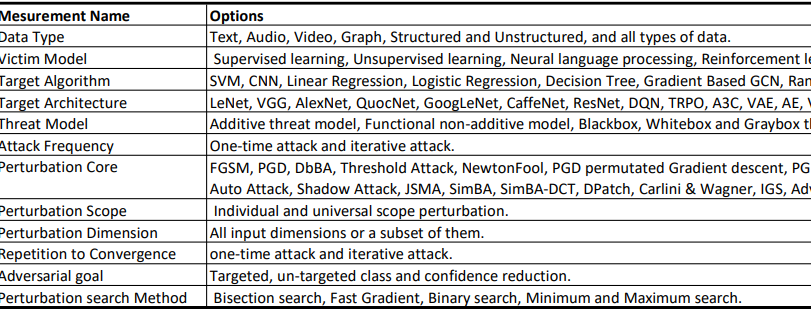 Mesurement Name Options
Data Type Text, Audio, Video, Graph, Structured and Unstructured, and all types of data.
Victim Model Supervised learning, Unsupervised learning, Neural language processing, Reinforcement le
Target Algorithm SVM, CNN, Linear Regression, Logistic Regression, Decision Tree, Gradient Based GCN, Ran
Target Architecture LeNet, VGG, AlexNet, QuocNet, GoogLeNet, CaffeNet, ResNet, DQN, TRPO, A3C, VAE, AE, V
Threat Model Additive threat model, Functional non-additive model, Blackbox, Whitebox and Graybox t
Attack Frequency One-time attack and iterative attack.
Perturbation Core FGSM, PGD, DbBA, Threshold Attack, NewtonFool, PGD permutated Gradient descent, PG
Auto Attack, Shadow Attack, JSMA, SimBA, SimBA-DCT, DPatch, Carlini & Wagner, IGS, Adv
Perturbation Scope Individual and universal scope perturbation.
Perturbation Dimension All input dimensions or a subset of them.
Repetition to Convergence one-time attack and iterative attack.
Adversarial goal Targeted, un-targeted class and confidence reduction.
Perturbation search Method Bisection search, Fast Gradient, Binary search, Minimum and Maximum search.